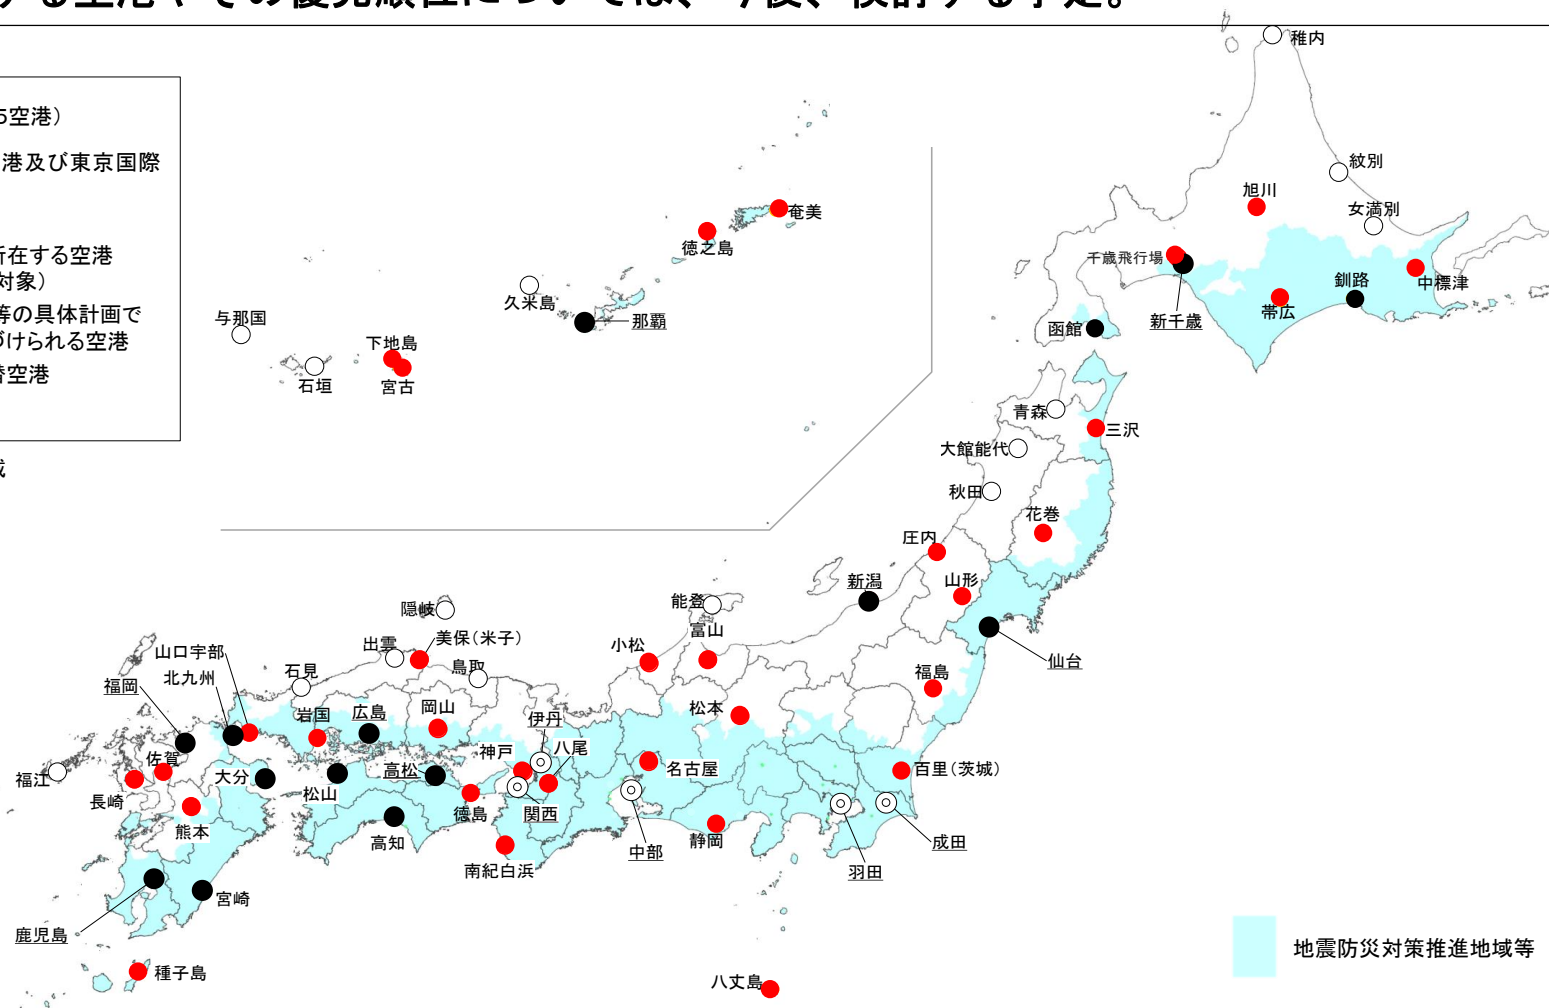 する空港やその優先順位については、今後、検討する予定。
5空港）
港及び東京国際
所在する空港
対象）
等の具体計画で
づけられる空港
替空港
域
稚内
紋別
旭川
女満別
千歳飛行場
中標津
釧路
帯広
新千歳
函館
奄美
徳之島
久米島
那覇
与那国
下地島
石垣
宮古
青森
三沢
大館能代
秋田
花巻
庄内
新潟
山形
仙台
福島
隠岐
能登
富山
小松
出雲
美保（米子）
鳥取
石見
山口宇部
北九州
福岡
岩国
広島
岡山
伊丹
神戸
八尾
松本
名古屋
百里（茨城）
佐賀
福江
長崎
大分
松山
高松
徳島
関西
熊本
高知
南紀白浜
中部
静岡
羽田
成田
宮崎
鹿児島
種子島
八丈島
地震防災対策推進地域等